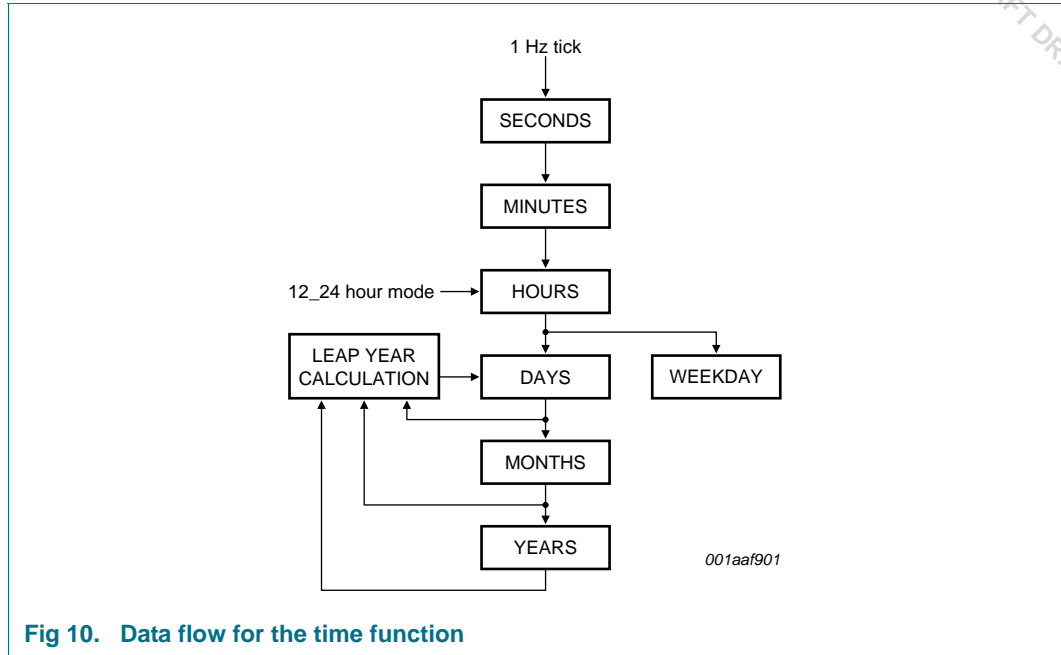 1 Hz tick
SECONDS
MINUTES
12_24 hour mode
HOURS
LEAP YEAR
CALCULATION
DAYS
WEEKDAY
MONTHS
YEARS
001aaf901
Fig 10. Data flow for the time function